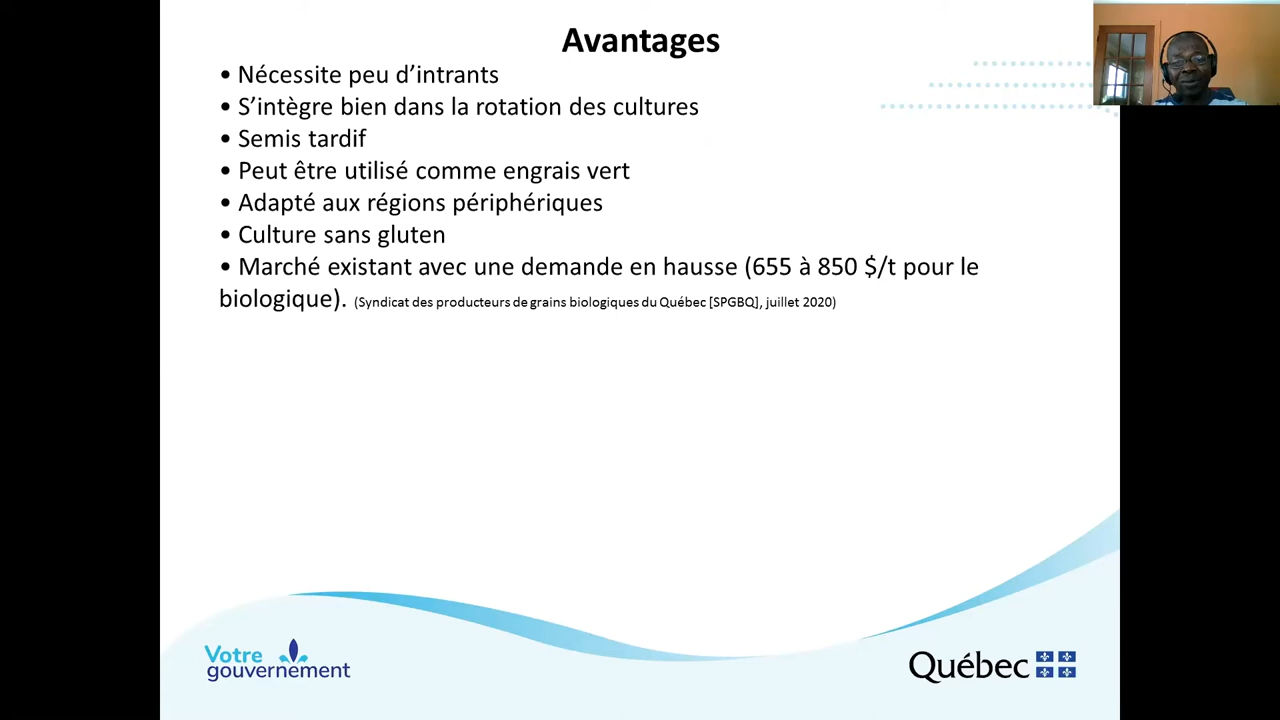 Avantages
• Nécessite peu d’intrants
• S’intègre bien dans la rotation des cultures
• Semis tardif
• Peut être utilisé comme engrais vert
• Adapté aux régions périphériques
• Culture sans gluten
• Marché existant avec une demande en hausse (655 à 850 $/t pour le
biologique). (Syndicat des producteurs de grains biologiques du Québec [SPGBQ], juillet 2020)
Votre
gouvernement
Québec